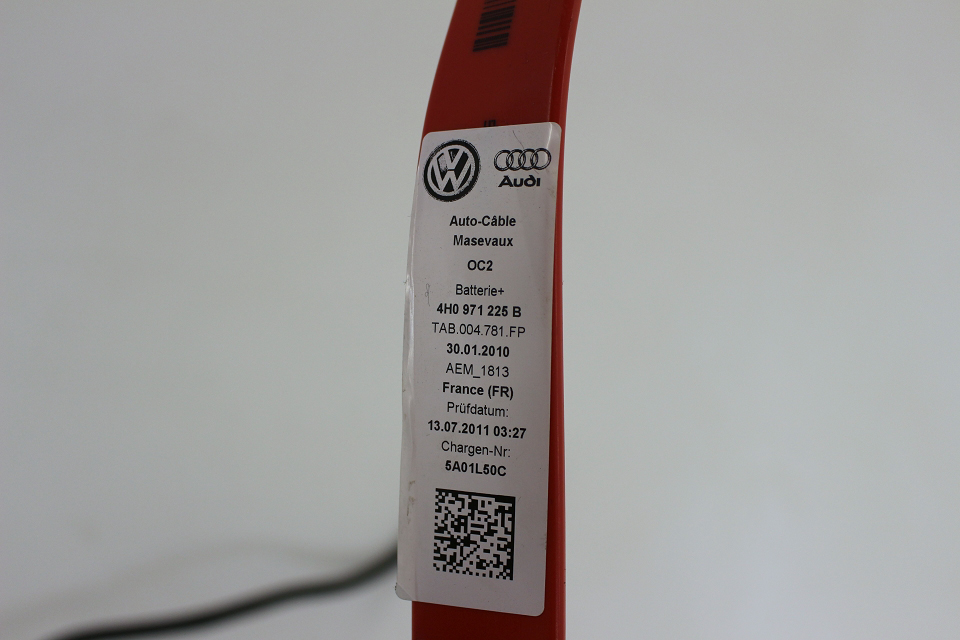 Audi
Auto-Câble
Masevaux
OC2
Batterie+
4H0 971 225 B
TAB.004.781.FP
30.01.2010
AEM_1813
France (FR)
Prüfdatum:
13.07.2011 03:27
Chargen-Nr:
5A01L50C